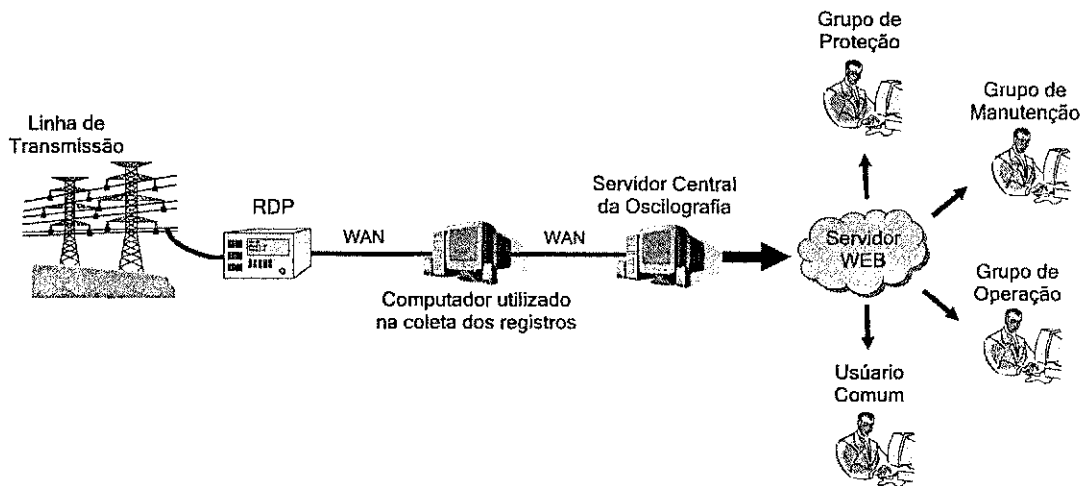 Linha de
Transmissão
RDP
WAN
Computador utilizado
na coleta dos registros
WAN
Servidor Central
da Oscilografia
Servidor
WEB
Grupo de
Proteção
Grupo de
Manutenção
Grupo de
Operação
Usúario
Comum